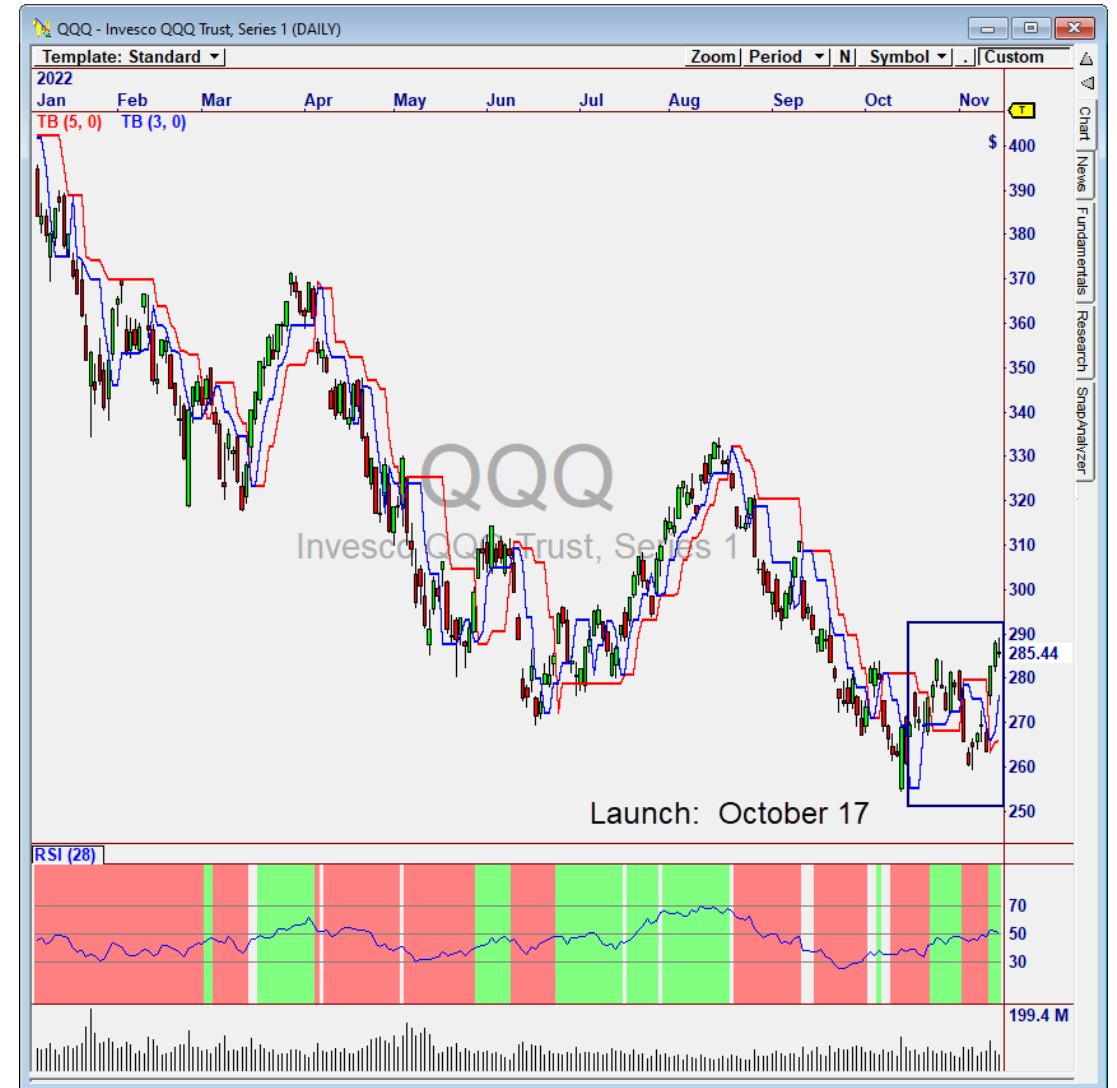 QQQ - Invesco QQQ Trust, Series 1 (DAILY)
Template: Standard Zoom Period N Symbol . Custom
2022
Jan Feb Mar Apr May Jun Jul Aug Sep Oct Nov
T
TB (5, 0) TB (3, 0)
$
400
390
380
370
360
350
340
330
320
310
300
290
285.44
280
270
260
250
QQQ
Invesco QQQ Trust, Series 1
Launch: October 17
RSI (28)
70
50
30
199.4 M
Chart
News
Fundamentals
Research
SnapAnalyzer